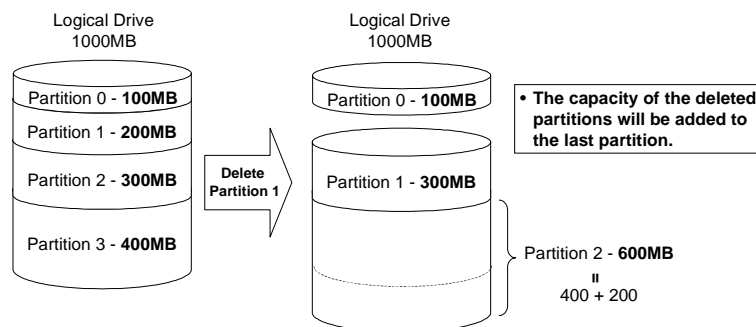 Logical Drive
1000MB
Partition 0 - 100MB
Partition 1 - 200MB
Partition 2 - 300MB
Partition 3 - 400MB
Delete
Partition 1
Logical Drive
1000MB
Partition 0 - 100MB
Partition 1 - 300MB
Partition 2 - 600MB
=
400 + 200
• The capacity of the deleted
partitions will be added to
the last partition.